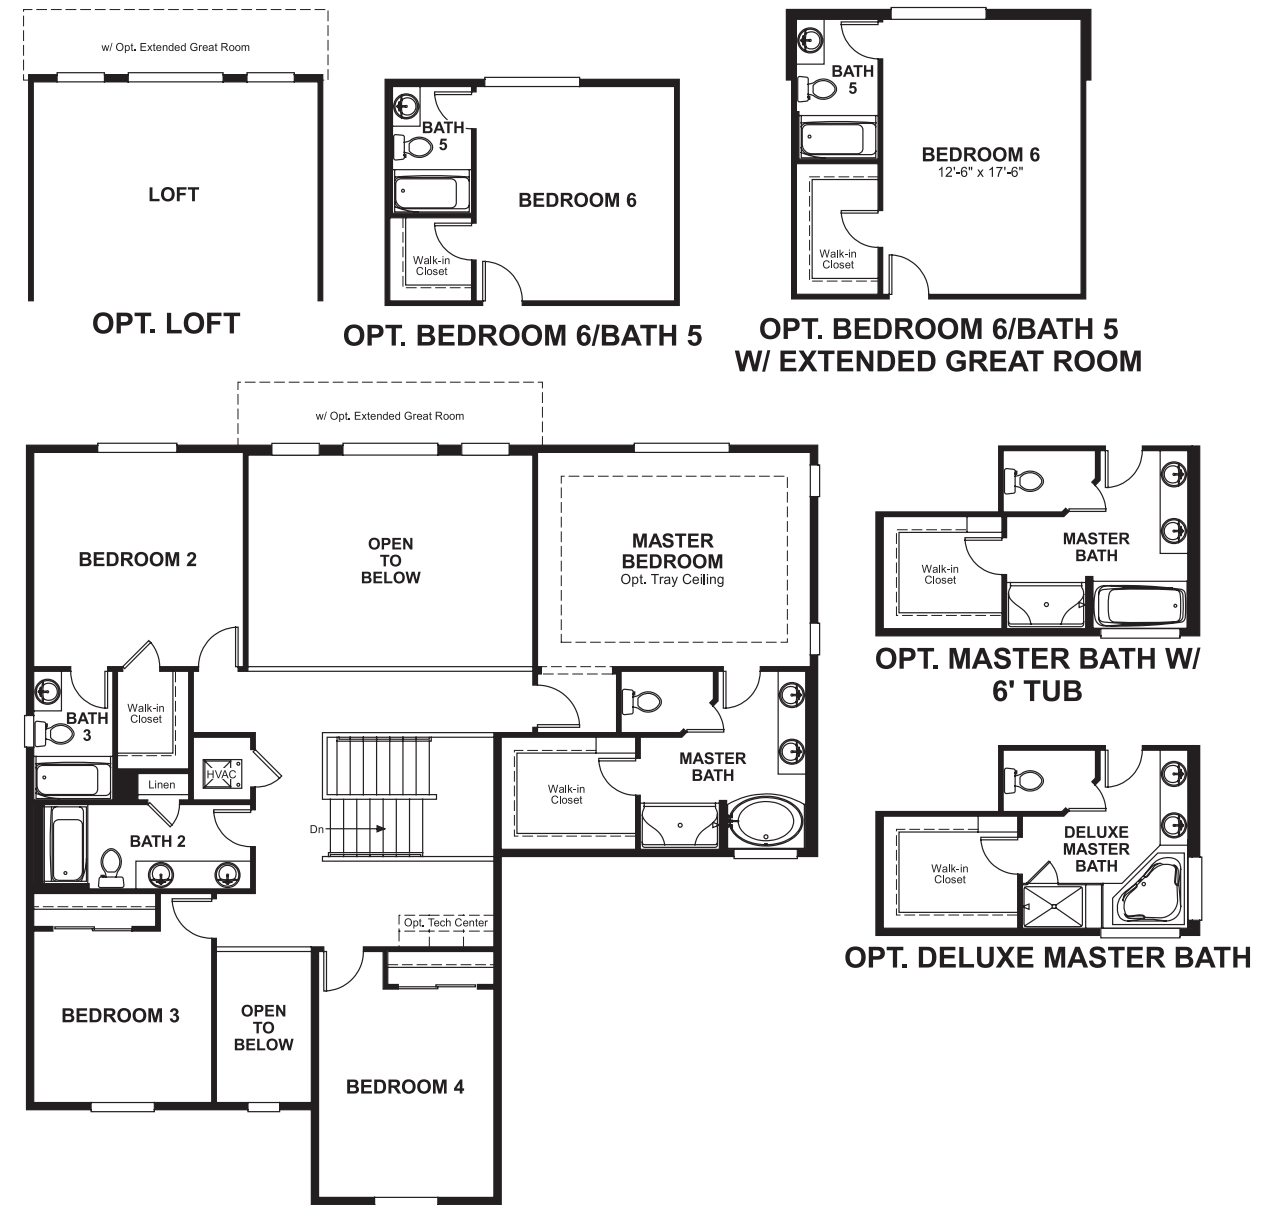 w/ Opt. Extended Great Room
LOFT
OPT. LOFT
BATH
5
BEDROOM 6
Walk-in
Closet
OPT. BEDROOM 6/BATH 5
BATH
5
BEDROOM 6
12'-6" x 17'-6"
Walk-in
Closet
OPT. BEDROOM 6/BATH 5
W/ EXTENDED GREAT ROOM
w/ Opt. Extended Great Room
BEDROOM 2
OPEN
TO
BELOW
MASTER
BEDROOM
Opt. Tray Ceiling
BATH
3
Walk-in
Closet
HVAC
Linen
BATH 2
Dn
Walk-in
Closet
MASTER
BATH
Opt. Tech Center
BEDROOM 3
OPEN
TO
BELOW
BEDROOM 4
MASTER
BATH
Walk-in
Closet
OPT. MASTER BATH W/
6' TUB
DELUXE
MASTER
BATH
Walk-in
Closet
OPT. DELUXE MASTER BATH